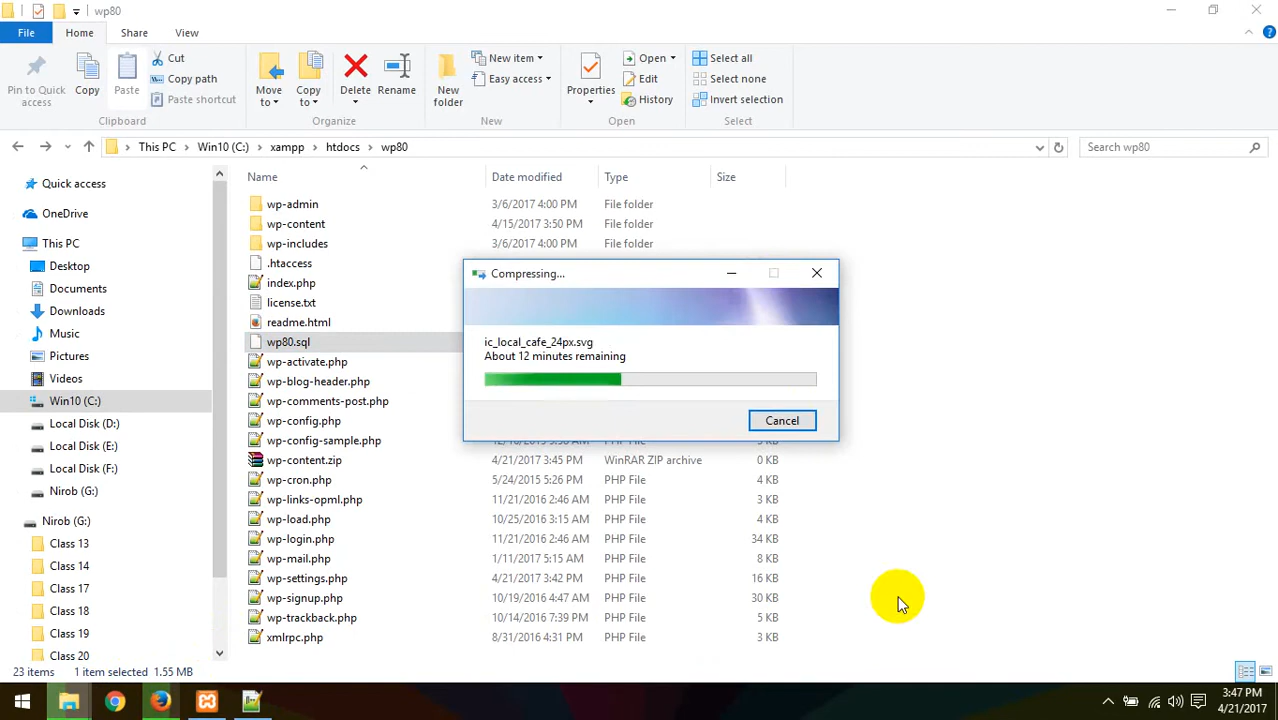 wp80
File Home Share View
Pin to Quick access
Copy
Paste
Cut
Copy path
Paste shortcut
Clipboard
Move to
Copy to
Delete
Rename
Organize
New folder
New item
Easy access
New
Properties
Open
Edit
History
Open
Select all
Select none
Invert selection
Select
This PC Win10 (C:) xampp htdocs wp80
Search wp80
Quick access
OneDrive
This PC
Desktop
Documents
Downloads
Music
Pictures
Videos
Win10 (C:)
Local Disk (D:)
Local Disk (E:)
Local Disk (F:)
Nirob (G:)
Nirob (G:)
Class 13
Class 14
Class 17
Class 18
Class 19
Class 20
Name Date modified Type Size
wp-admin 3/6/2017 4:00 PM File folder
wp-content 4/15/2017 3:50 PM File folder
wp-includes 3/6/2017 4:00 PM File folder
.htaccess
index.php
license.txt
readme.html
wp80.sql
wp-activate.php
wp-blog-header.php
wp-comments-post.php
wp-config.php
wp-config-sample.php
wp-content.zip 4/21/2017 3:45 PM WinRAR ZIP archive 0 KB
wp-cron.php 5/24/2015 5:26 PM PHP File 4 KB
wp-links-opml.php 11/21/2016 2:46 AM PHP File 3 KB
wp-load.php 10/25/2016 3:15 AM PHP File 4 KB
wp-login.php 11/21/2016 2:46 AM PHP File 34 KB
wp-mail.php 1/11/2017 5:15 AM PHP File 8 KB
wp-settings.php 4/21/2017 3:42 PM PHP File 16 KB
wp-signup.php 10/19/2016 4:47 AM PHP File 30 KB
wp-trackback.php 10/14/2016 7:39 PM PHP File 5 KB
xmlrpc.php 8/31/2016 4:31 PM PHP File 3 KB
Compressing...
ic_local_cafe_24px.svg
About 12 minutes remaining
Cancel
23 items 1 item selected 1.55 MB
3:47 PM
4/21/2017